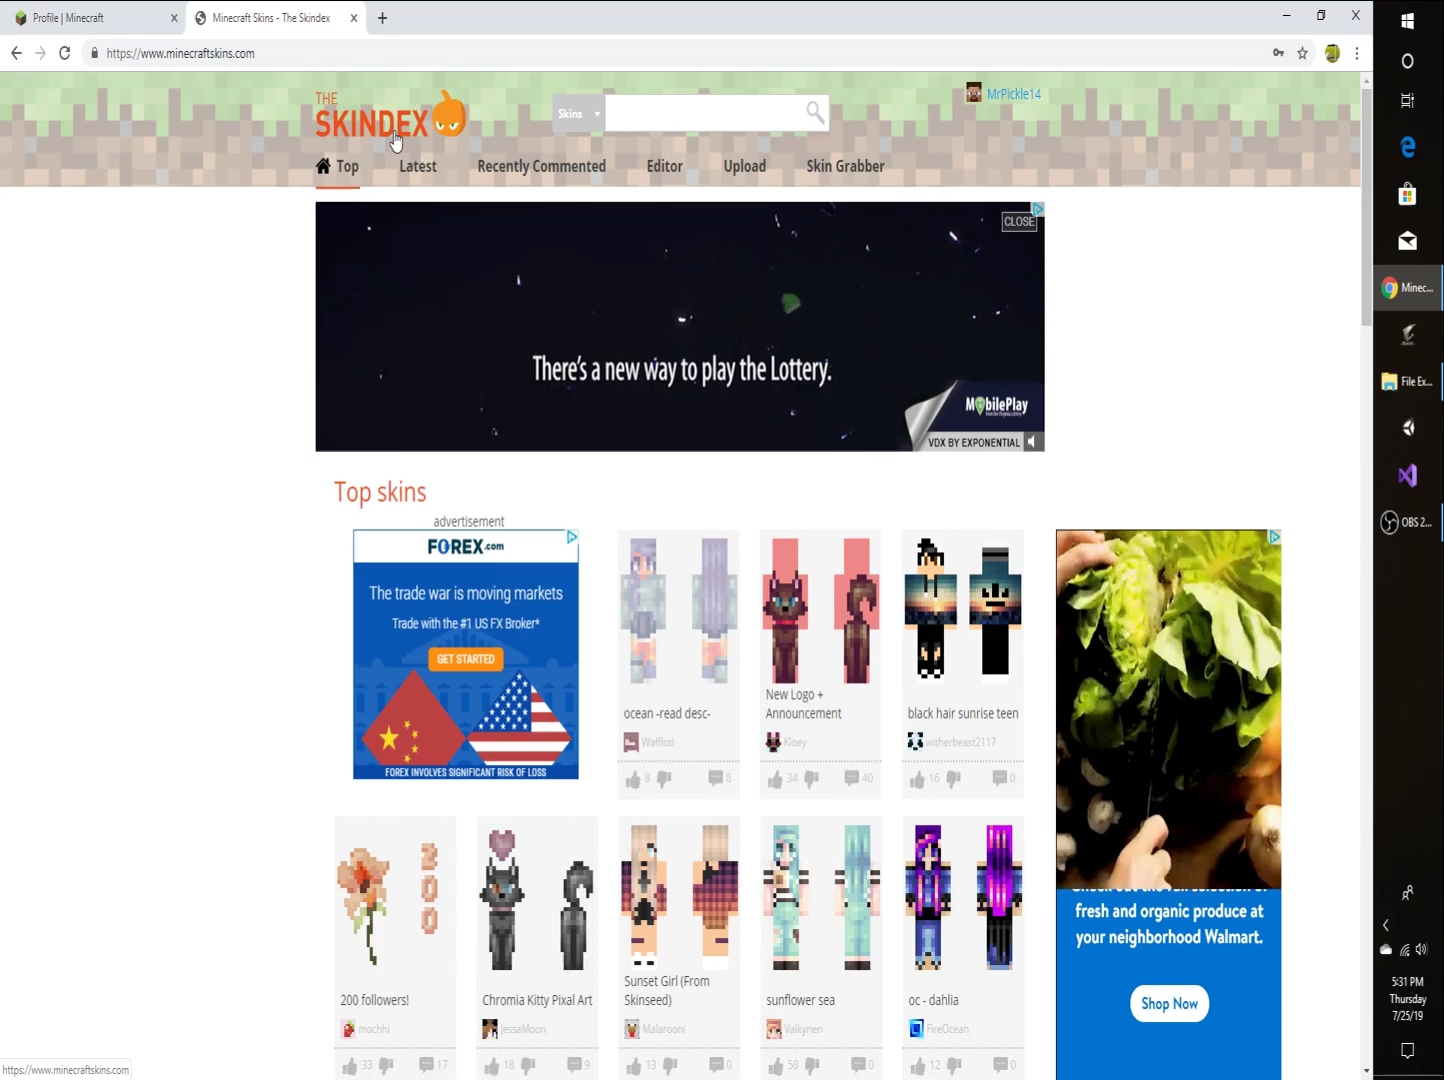 Profile | Minecraft
Minecraft Skins - The Skindex
https://www.minecraftskins.com
THE
SKINDEX
Skins
MrPickle14
Top
Latest
Recently Commented
Editor
Upload
Skin Grabber
CLOSE
There's a new way to play the Lottery.
MobilePlay
VDX BY EXPONENTIAL
Top skins
advertisement
FOREX.com
The trade war is moving markets
Trade with the #1 US FX Broker*
GET STARTED
FOREX INVOLVES SIGNIFICANT RISK OF LOSS
ocean -read desc-
Wafflotl
8
8
New Logo +
Announcement
Kloey
34
40
black hair sunrise teen
witherbeast2117
16
0
200 followers!
mochhi
33
17
Chromia Kitty Pixel Art
JessaMoon
18
9
Sunset Girl (From
Skinseed)
Malarooni
13
0
sunflower sea
Valkyrien
58
0
oc - dahlia
FireOcean
12
0
fresh and organic produce at
your neighborhood Walmart.
Shop Now
Minec...
File Ex...
OBS 2...
5:31 PM
Thursday
7/25/19
https://www.minecraftskins.com